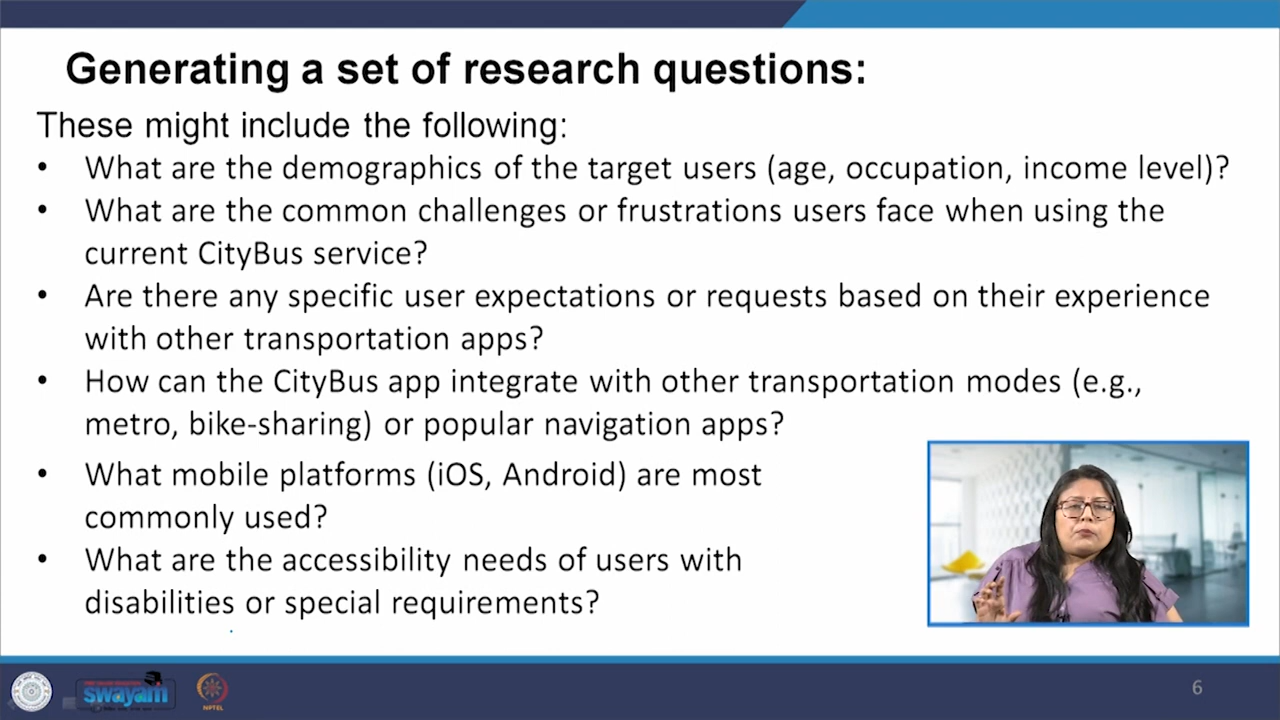 Generating a set of research questions:
These might include the following:
• What are the demographics of the target users (age, occupation, income level)?
• What are the common challenges or frustrations users face when using the
current CityBus service?
• Are there any specific user expectations or requests based on their experience
with other transportation apps?
• How can the CityBus app integrate with other transportation modes (e.g.,
metro, bike-sharing) or popular navigation apps?
• What mobile platforms (iOS, Android) are most
commonly used?
• What are the accessibility needs of users with
disabilities or special requirements?
swayam
NPTEL
6